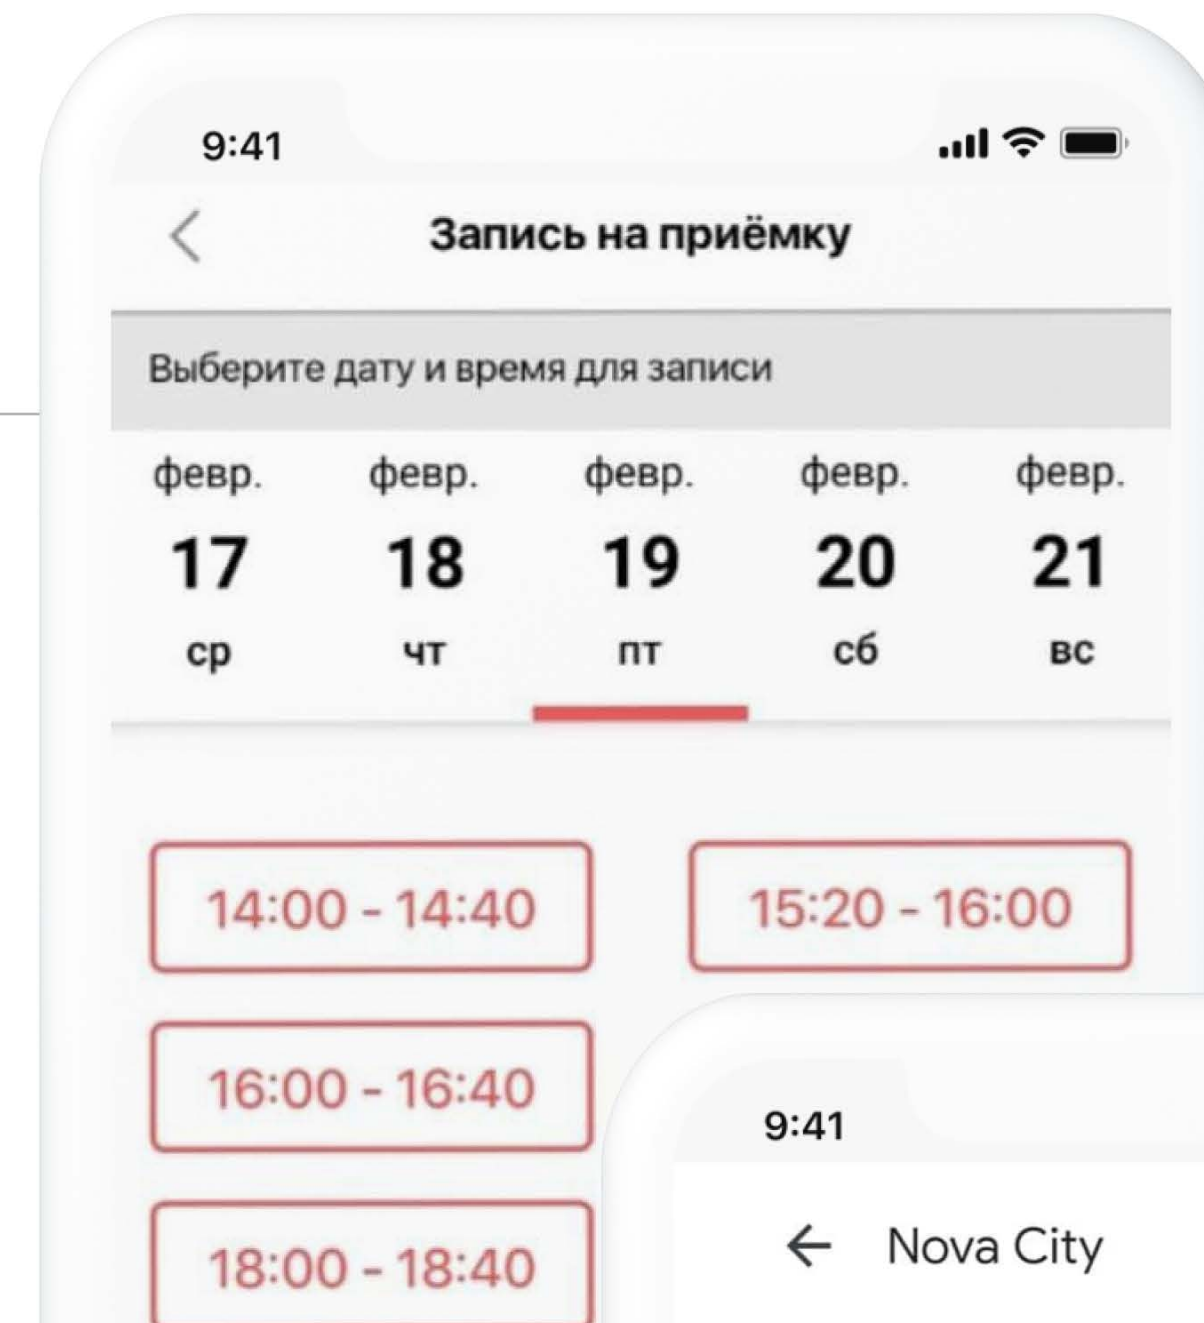 9:41
Запись на приёмку
Выберите дату и время для записи
февр. февр. февр. февр. февр.
17 18 19 20 21
ср чт пт сб вс
14:00 - 14:40 15:20 - 16:00
16:00 - 16:40
18:00 - 18:40
9:41
Nova City